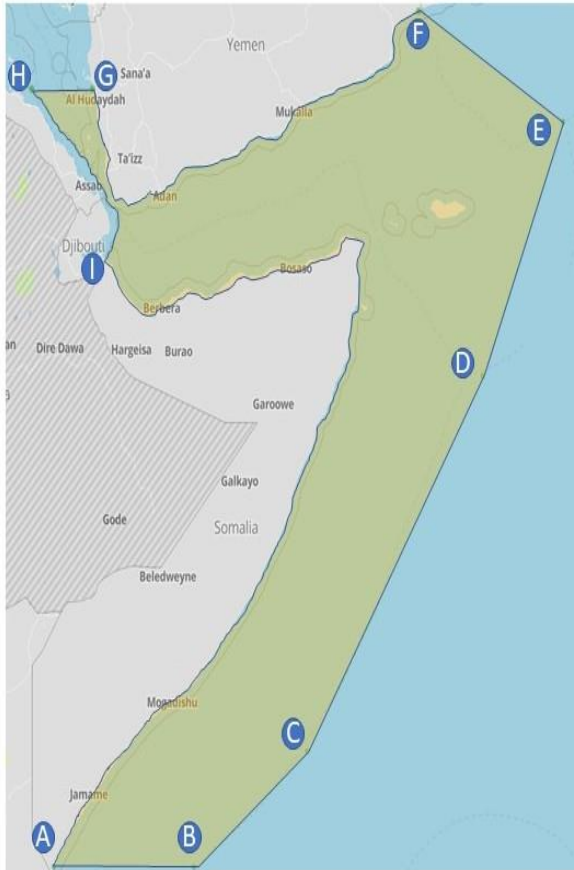 F
Yemen
H
G
Sana'a
Al Hudaydah
Mukalla
E
Ta'izz
Assab
'Adan
Djibouti
I
Bosaso
Berbera
D
an
Dire Dawa
Hargeisa
Burao
Garoowe
Galkayo
Gode
Somalia
Beledweyne
Mogadishu
C
Jamame
A
B